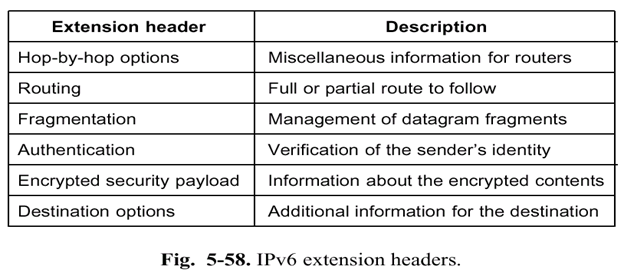 Extension header Description
Hop-by-hop options Miscellaneous information for routers
Routing Full or partial route to follow
Fragmentation Management of datagram fragments
Authentication Verification of the sender’s identity
Encrypted security payload Information about the encrypted contents
Destination options Additional information for the destination
Fig. 5-58. IPv6 extension headers.